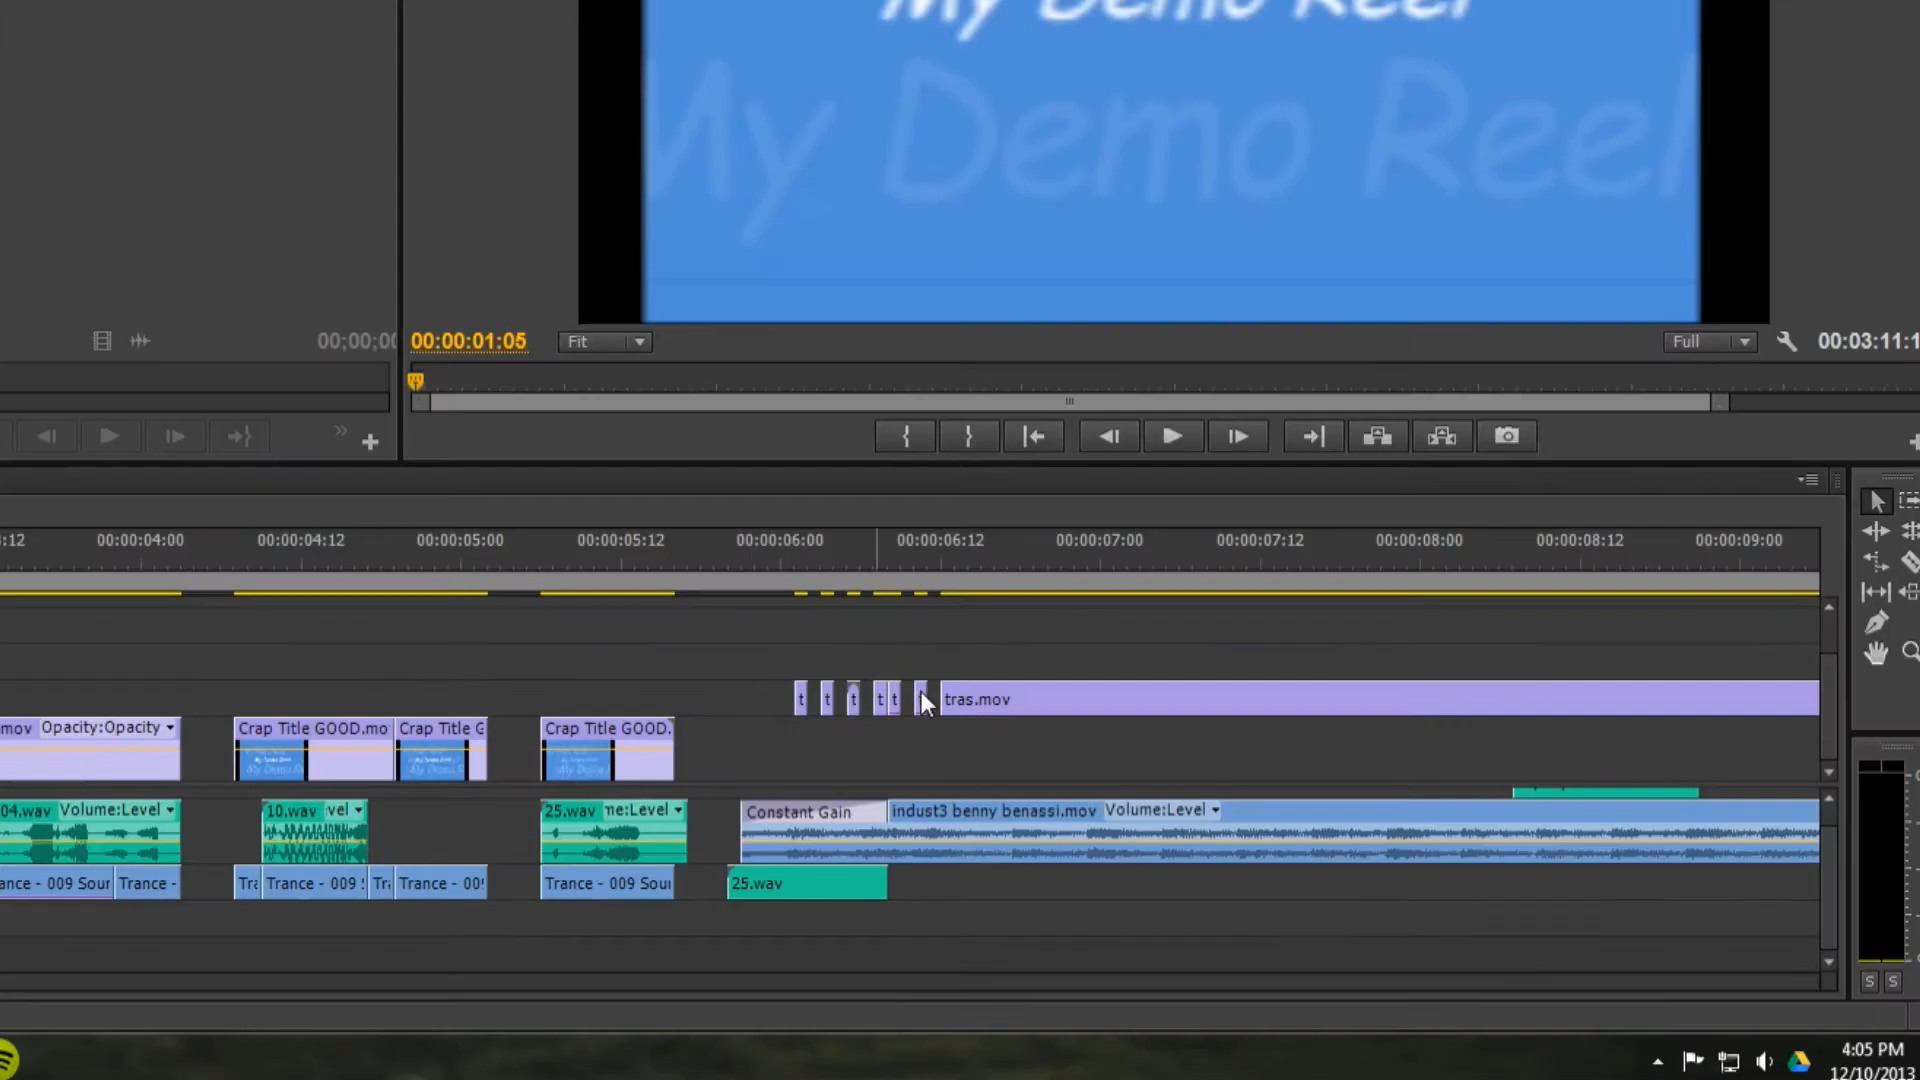 My Demo Reel
My Demo Reel
00;00;00
00:00:01:05
Fit
Full
00:03:11:1
:12
00:00:04:00
00:00:04:12
00:00:05:00
00:00:05:12
00:00:06:00
00:00:06:12
00:00:07:00
00:00:07:12
00:00:08:00
00:00:08:12
00:00:09:00
t
t
t
t
t
tras.mov
mov Opacity:Opacity
Crap Title GOOD.mo
Crap Title G
Crap Title GOOD.
04.wav Volume:Level
10.wav vel
25.wav me:Level
Constant Gain
indust3 benny benassi.mov Volume:Level
ance - 009 Soun
Trance -
Tra
Trance - 009
Tra
Trance - 00
Trance - 009 Soun
25.wav
S
S
4:05 PM
12/10/2013